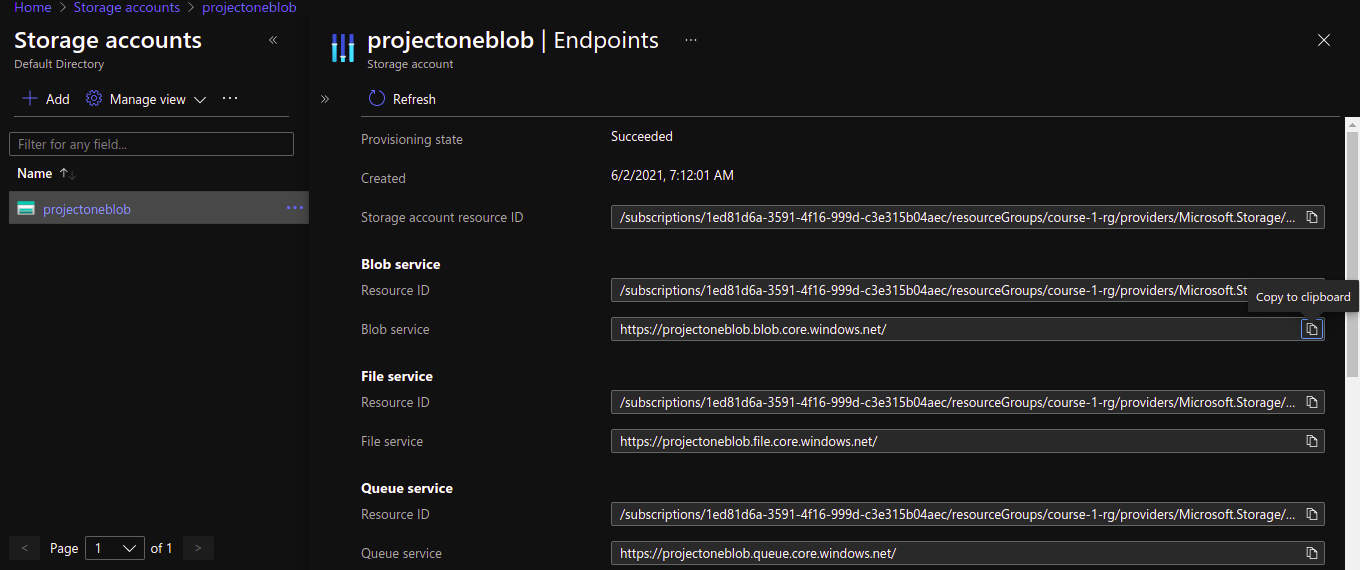 Home > Storage accounts > projectoneblob
Storage accounts
Default Directory
Add Manage view ...
Filter for any field...
Name
projectoneblob ...
< Page 1 of 1 >
projectoneblob | Endpoints ...
Storage account
Refresh
Provisioning state Succeeded
Created 6/2/2021, 7:12:01 AM
Storage account resource ID /subscriptions/1ed81d6a-3591-4f16-999d-c3e315b04aec/resourceGroups/course-1-rg/providers/Microsoft.Storage/...
Blob service
Resource ID /subscriptions/1ed81d6a-3591-4f16-999d-c3e315b04aec/resourceGroups/course-1-rg/providers/Microsoft.St
Copy to clipboard
Blob service https://projectoneblob.blob.core.windows.net/
File service
Resource ID /subscriptions/1ed81d6a-3591-4f16-999d-c3e315b04aec/resourceGroups/course-1-rg/providers/Microsoft.Storage/...
File service https://projectoneblob.file.core.windows.net/
Queue service
Resource ID /subscriptions/1ed81d6a-3591-4f16-999d-c3e315b04aec/resourceGroups/course-1-rg/providers/Microsoft.Storage/...
Queue service https://projectoneblob.queue.core.windows.net/